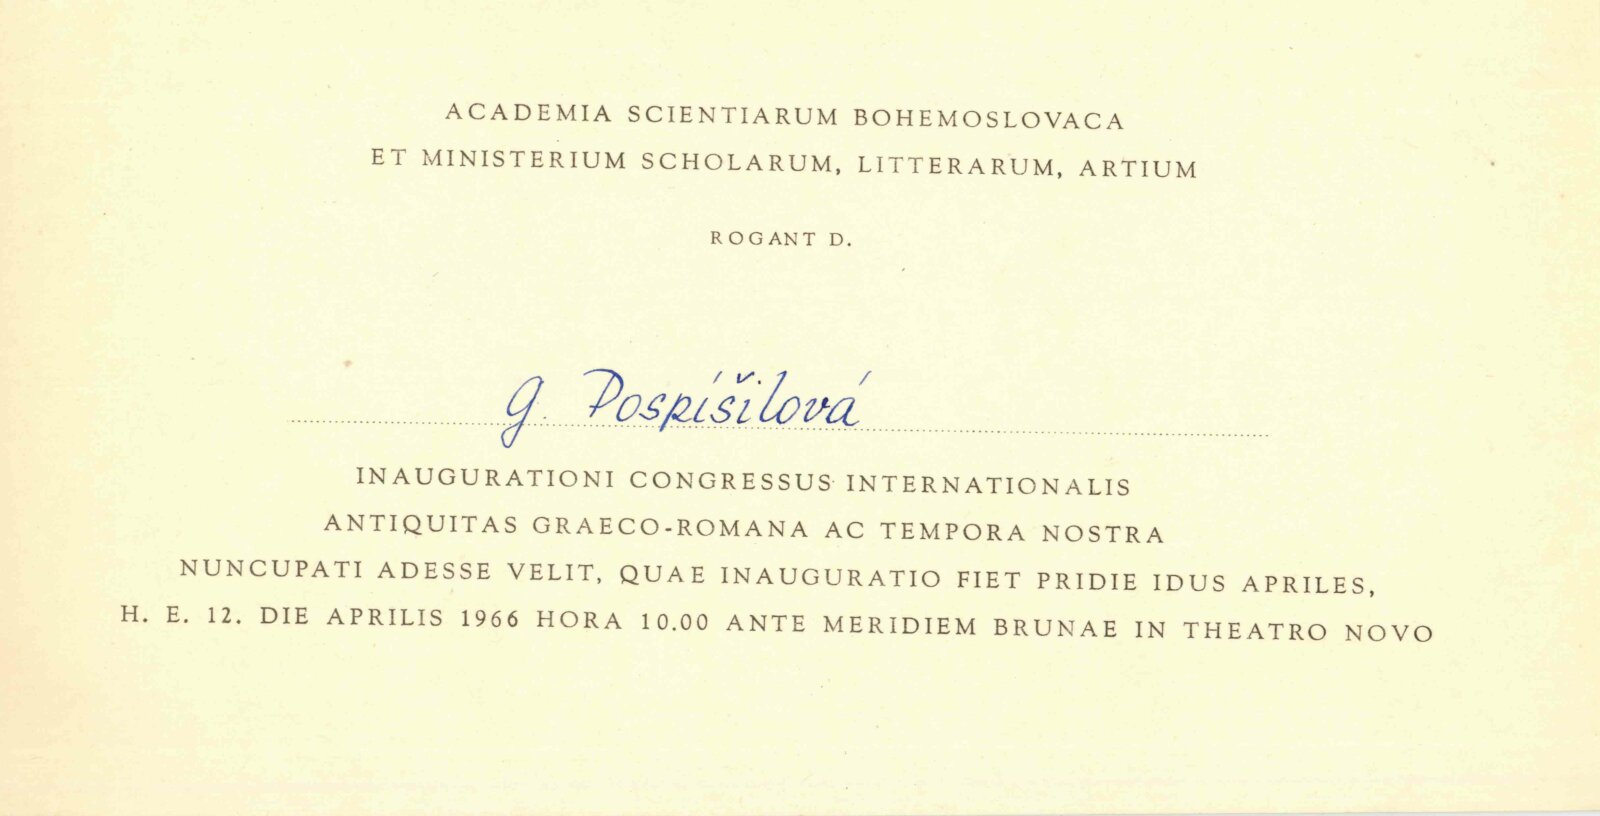 ACADEMIA SCIENTIARUM BOHEMOSLOVACA
ET MINISTERIUM SCHOLARUM, LITTERARUM, ARTIUM
ROGANT D.
G. Pospíšilová
INAUGURATIONI CONGRESSUS INTERNATIONALIS
ANTIQUITAS GRAECO-ROMANA AC TEMPORA NOSTRA
NUNCUPATI ADESSE VELIT, QUAE INAUGURATIO FIET PRIDIE IDUS APRILES,
H. E. 12. DIE APRILIS 1966 HORA 10.00 ANTE MERIDIEM BRUNAE IN THEATRO NOVO